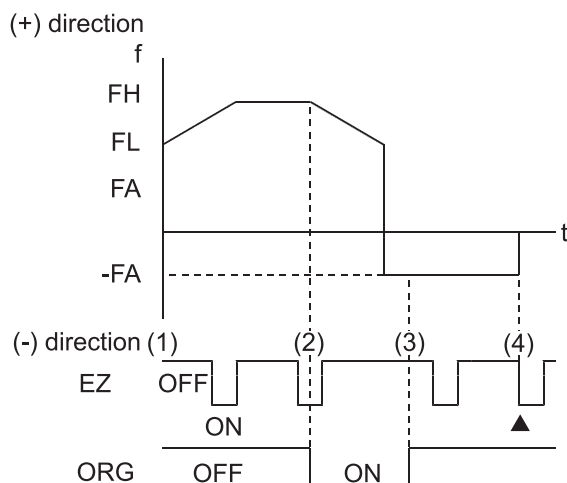 (+) direction
f
FH
FL
FA
t
-FA
(-) direction (1) (2) (3) (4)
EZ OFF
ON
ORG OFF ON